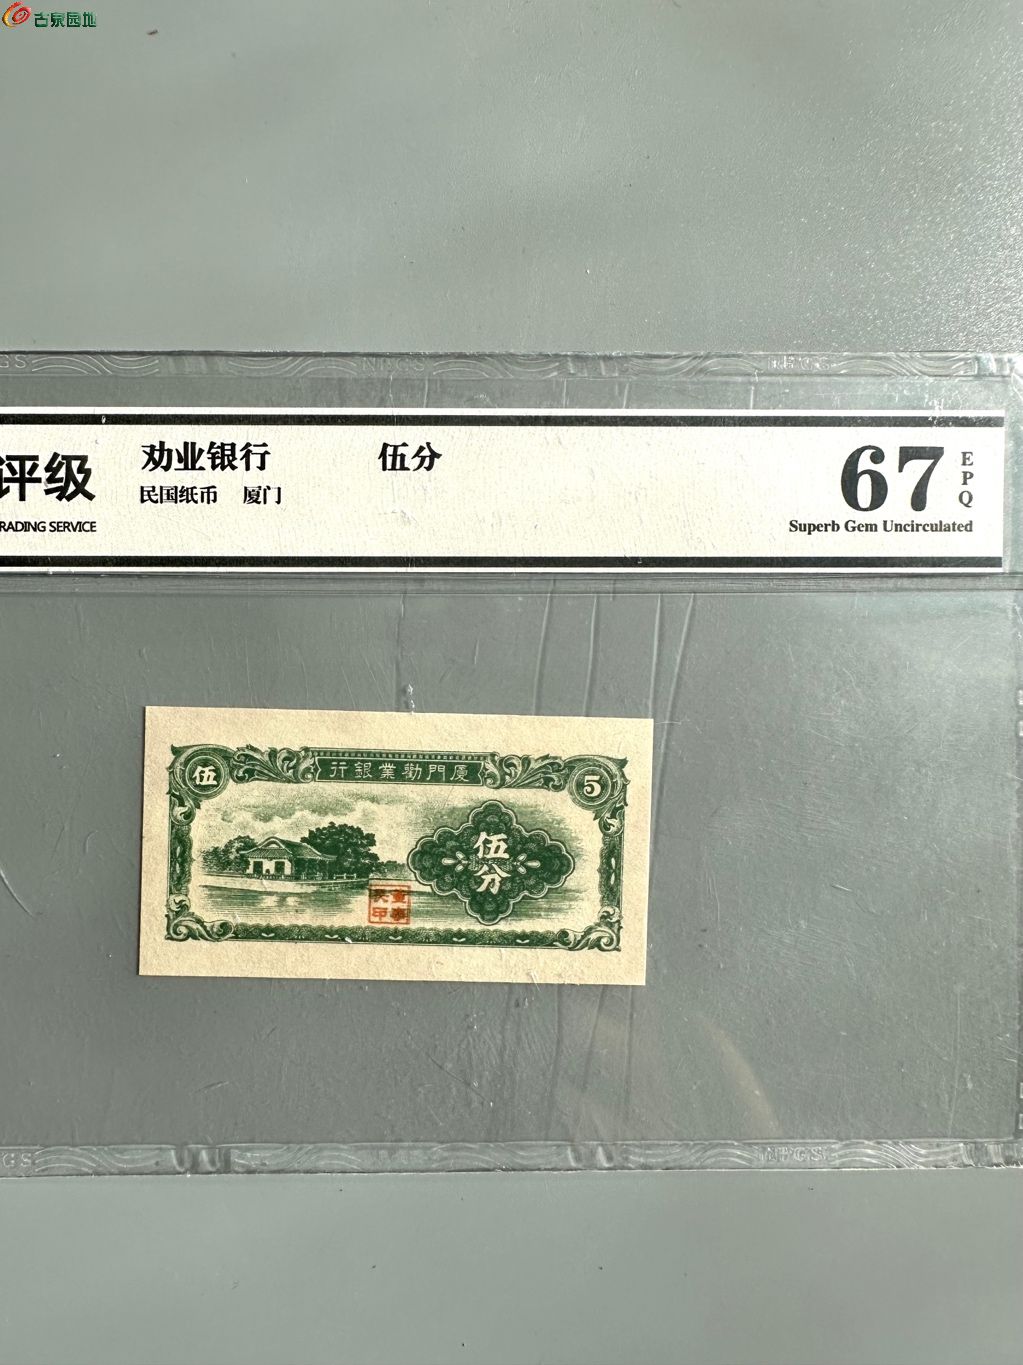 古泉园地
评级
RADING SERVICE
劝业银行 伍分
民国纸币 厦门
67
EPQ
Superb Gem Uncirculated
伍
行銀業勸門廈
5
伍分